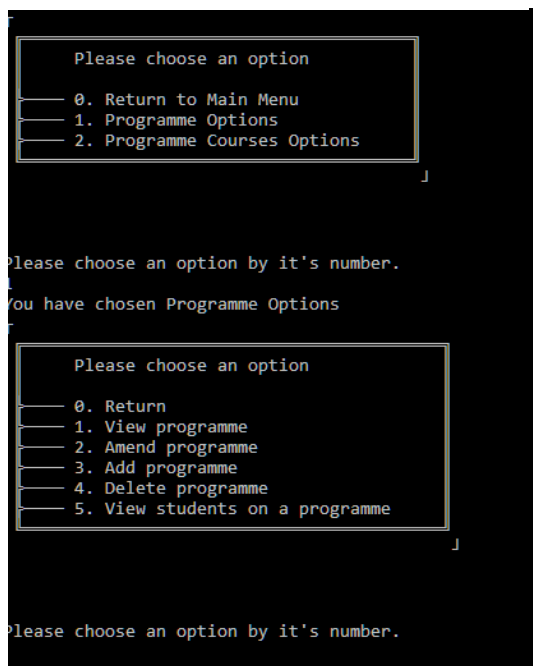 Please choose an option
0. Return to Main Menu
1. Programme Options
2. Programme Courses Options
Please choose an option by it's number.
1
You have chosen Programme Options
Please choose an option
0. Return
1. View programme
2. Amend programme
3. Add programme
4. Delete programme
5. View students on a programme
Please choose an option by it's number.